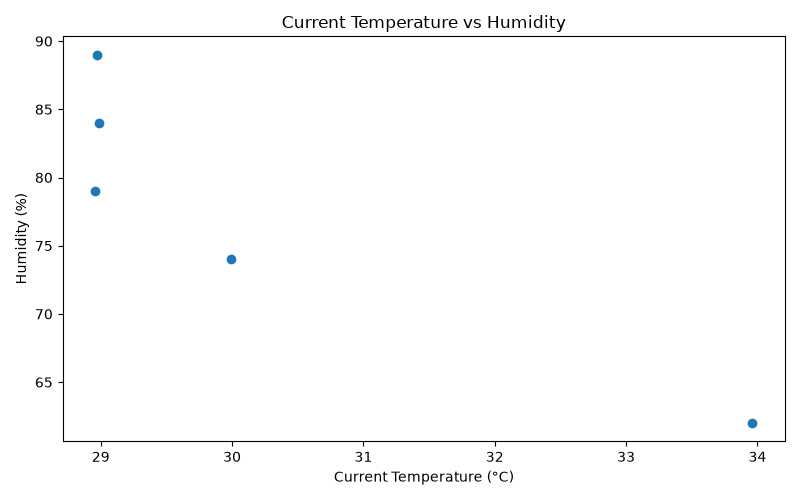 Current Temperature vs Humidity
90
85
80
75
70
65
Humidity (%)
29 30 31 32 33 34
Current Temperature (°C)